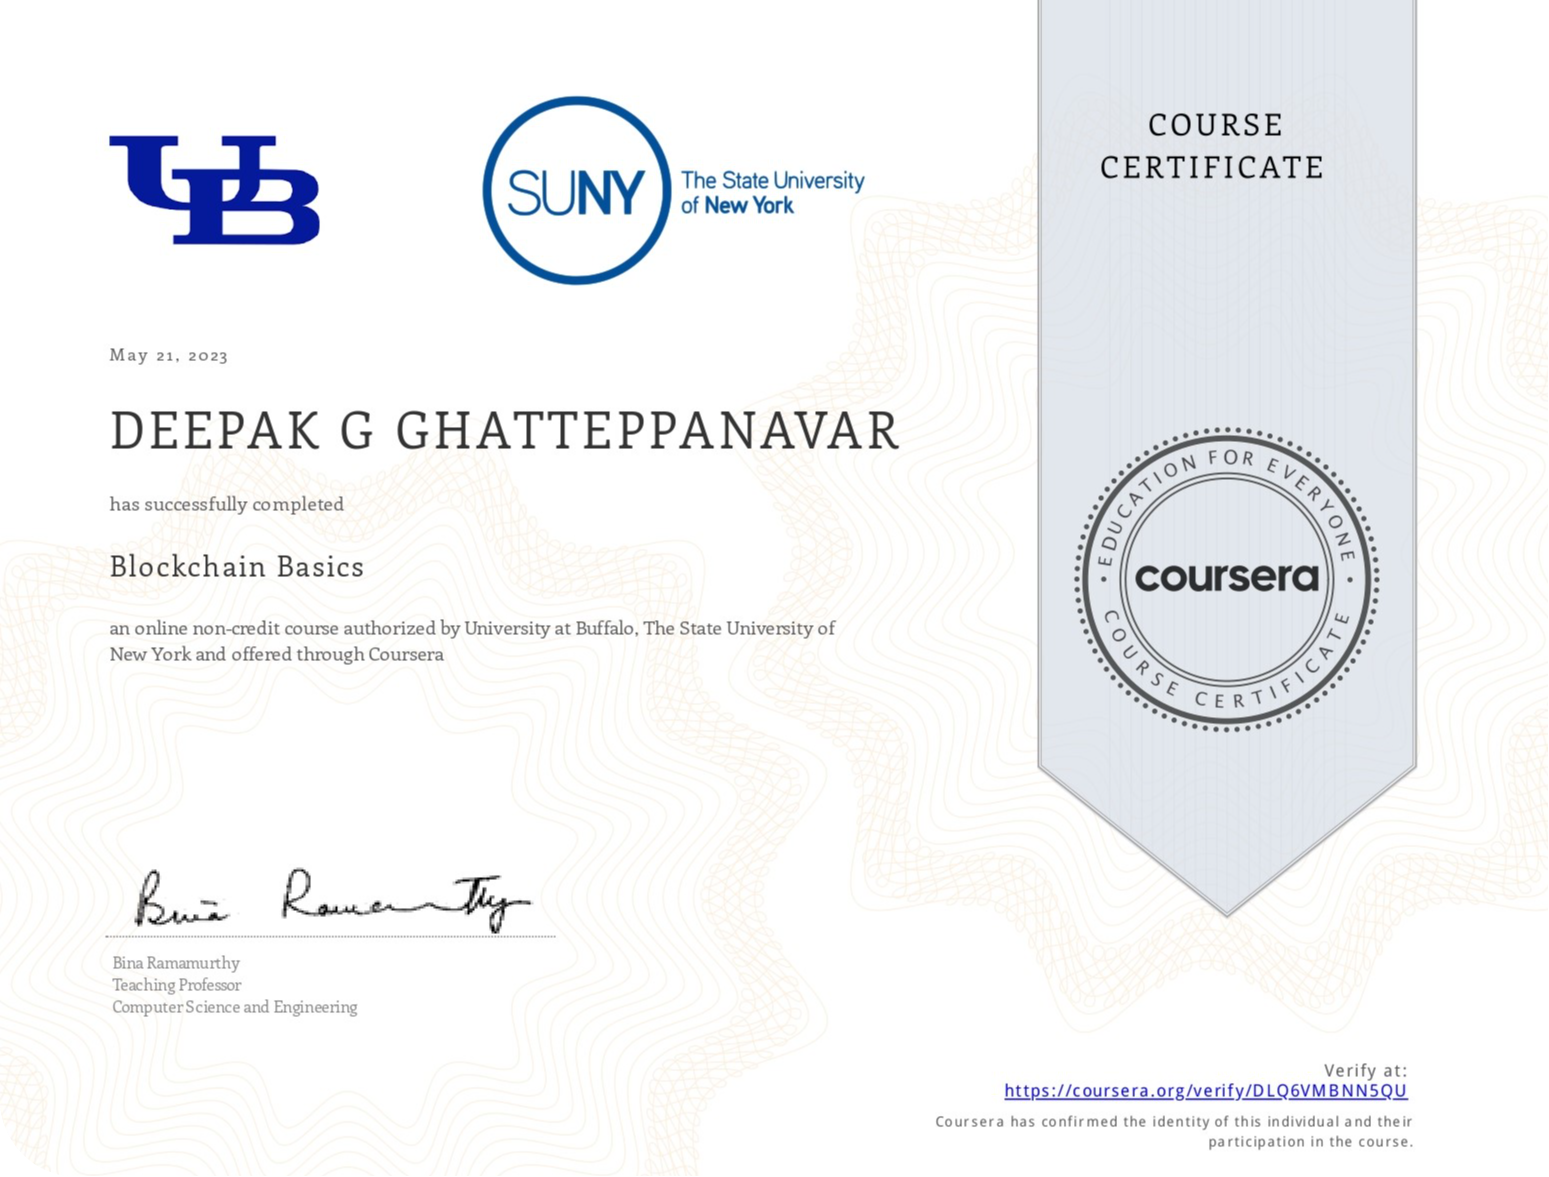 UB
SUNY
The State University
of New York
COURSE
CERTIFICATE
May 21, 2023
DEEPAK G GHATTEPPANAVAR
has successfully completed
Blockchain Basics
an online non-credit course authorized by University at Buffalo, The State University of
New York and offered through Coursera
EDUCATION FOR EVERYONE
coursera
COURSE CERTIFICATE
Bina Ramamurthy
Bina Ramamurthy
Teaching Professor
Computer Science and Engineering
Verify at:
https://coursera.org/verify/DLQ6VMBNN5QU
Coursera has confirmed the identity of this individual and their
participation in the course.